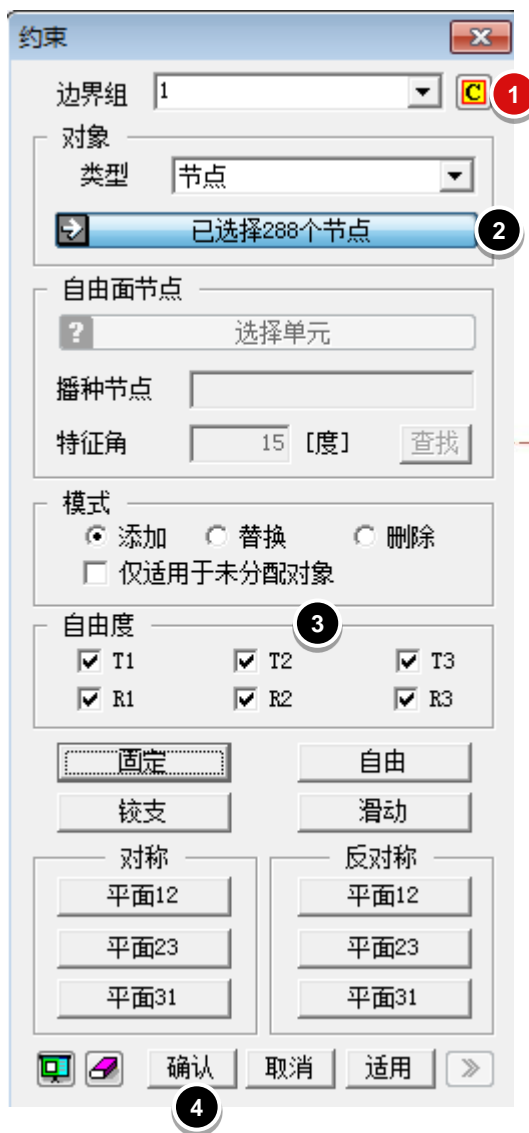 约束
边界组 1 C 1
对象
类型 节点
已选择288个节点 2
自由面节点
? 选择单元
播种节点
特征角 15 [度] 查找
模式
添加 替换 删除
仅适用于未分配对象
自由度 3
T1 T2 T3
R1 R2 R3
固定 自由
铰支 滑动
对称 反对称
平面12 平面12
平面23 平面23
平面31 平面31
确认 取消 适用 >>
4